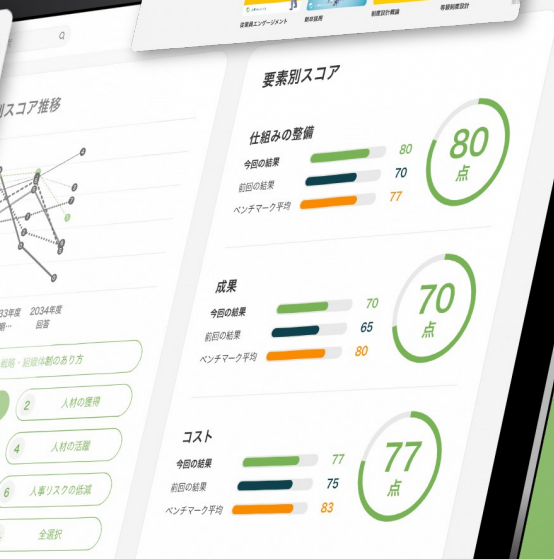 従業員エンゲージメント
新卒採用
制度設計概論
等級制度設計
別スコア推移
33年度 2034年度
回答
戦略・組織体制のあり方
2 人材の獲得
4 人材の活躍
6 人事リスクの低減
全選択
要素別スコア
仕組みの整備
今回の結果 80
前回の結果 70
ベンチマーク平均 77
80
点
成果
今回の結果 70
前回の結果 65
ベンチマーク平均 80
70
点
コスト
今回の結果 77
前回の結果 75
ベンチマーク平均 83
77
点